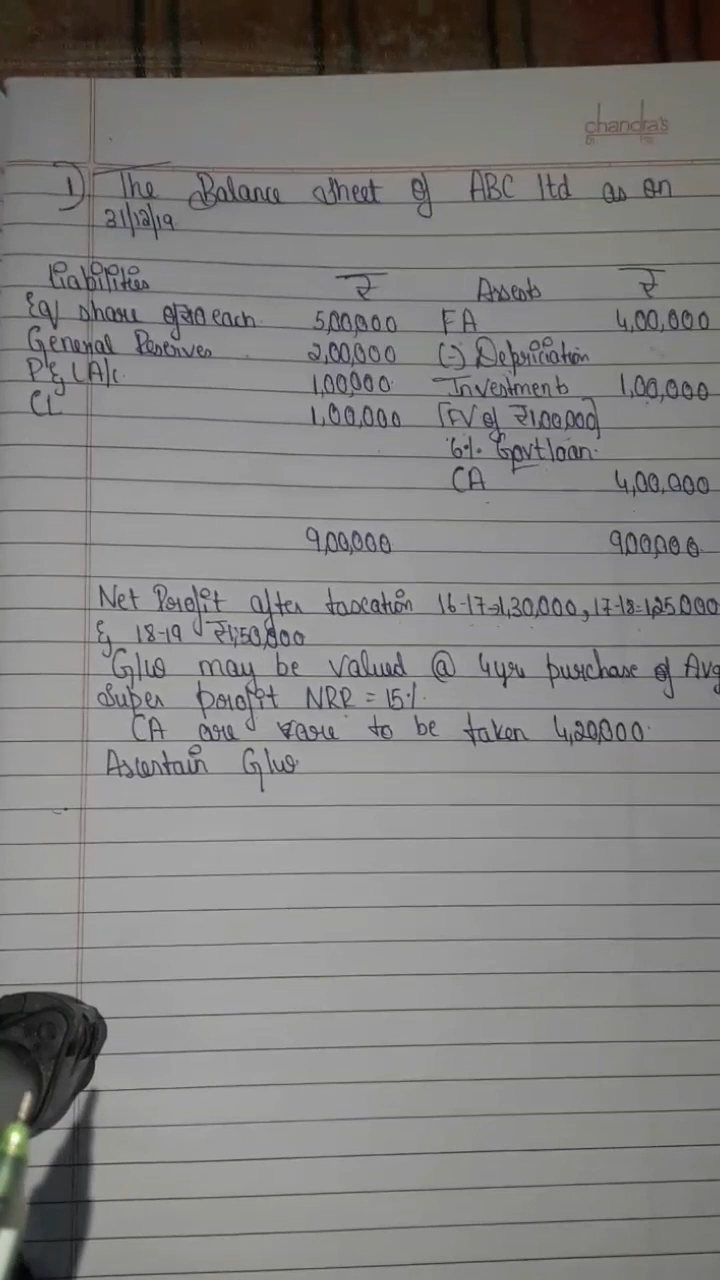 chandra's
1) The Balance sheet of ABC ltd as on
31/12/19
Liabilities ₹ Assets ₹
Eq share of each 5,00,000 FA 4,00,000
General Reserves 2,00,000 (-) Depriciation
P & L A/c 1,00,000 Investment 1,00,000
CL 1,00,000 [FV of ₹1,00,000]
6% Govt loan
CA 4,00,000
9,00,000 9,00,000
Net Profit after taxation 16-17 → 1,30,000, 17-18 = 1,25,000
& 18-19 ₹1,50,000
G/w may be valued @ 4yrs purchase of Avg
Super profit NRR = 15%
CA are to be taken 4,20,000.
Ascertain G/w